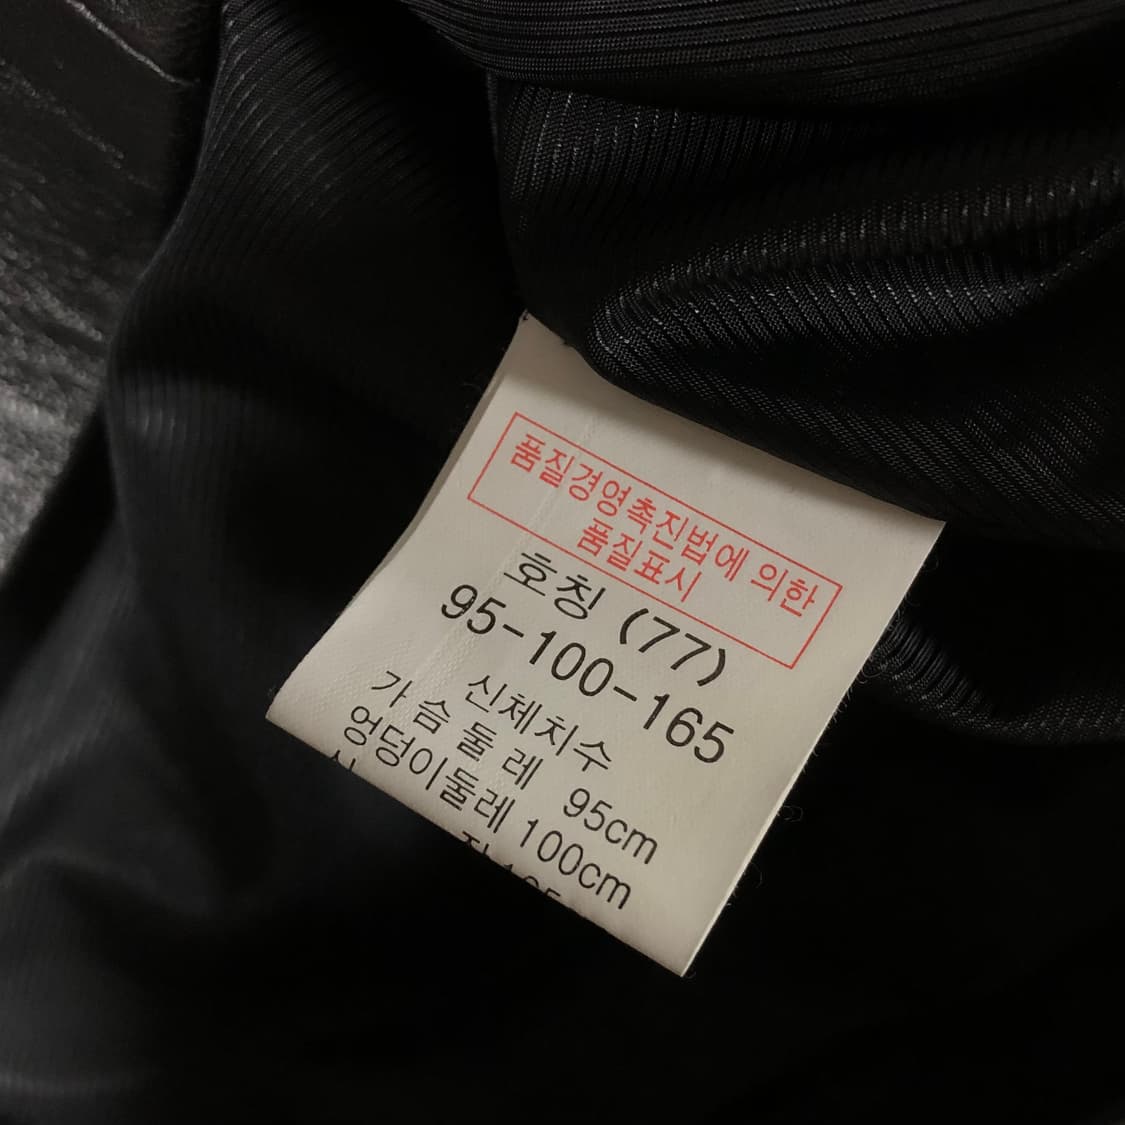 품질경영촉진법에 의한
품질표시
호칭 (77)
95-100-165
신체치수
가 슴 둘 레 95cm
엉덩이둘레 100cm